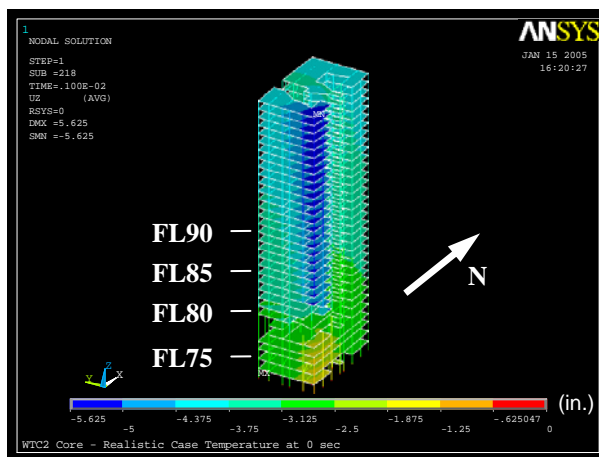 1
NODAL SOLUTION
STEP=1
SUB =218
TIME=.100E-02
UZ (AVG)
RSYS=0
DMX =5.625
SMN =-5.625
ANSYS
JAN 15 2005
16:20:27
MN
FL90
FL85
FL80
FL75
N
MX
Z
Y X
-5.625 -4.375 -3.125 -1.875 -.625047
-5 -3.75 -2.5 -1.25 0
(in.)
WTC2 Core - Realistic Case Temperature at 0 sec